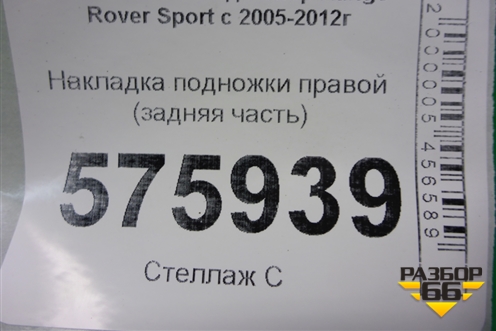 Rover Sport с 2005-2012г
Накладка подножки правой
(задняя часть)
575939
Стеллаж С
2000005456589
РАЗБОР
66